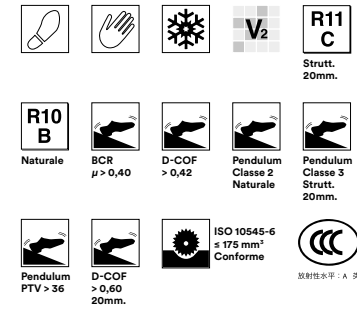 V2
R11
C
Strutt.
20mm.
R10
B
Naturale
BCR
µ > 0,40
D-COF
> 0,42
Pendulum
Classe 2
Naturale
Pendulum
Classe 3
Strutt.
20mm.
Pendulum
PTV > 36
D-COF
> 0,60
20mm.
ISO 10545-6
≤ 175 mm³
Conforme
CCC
放射性水平：A 类